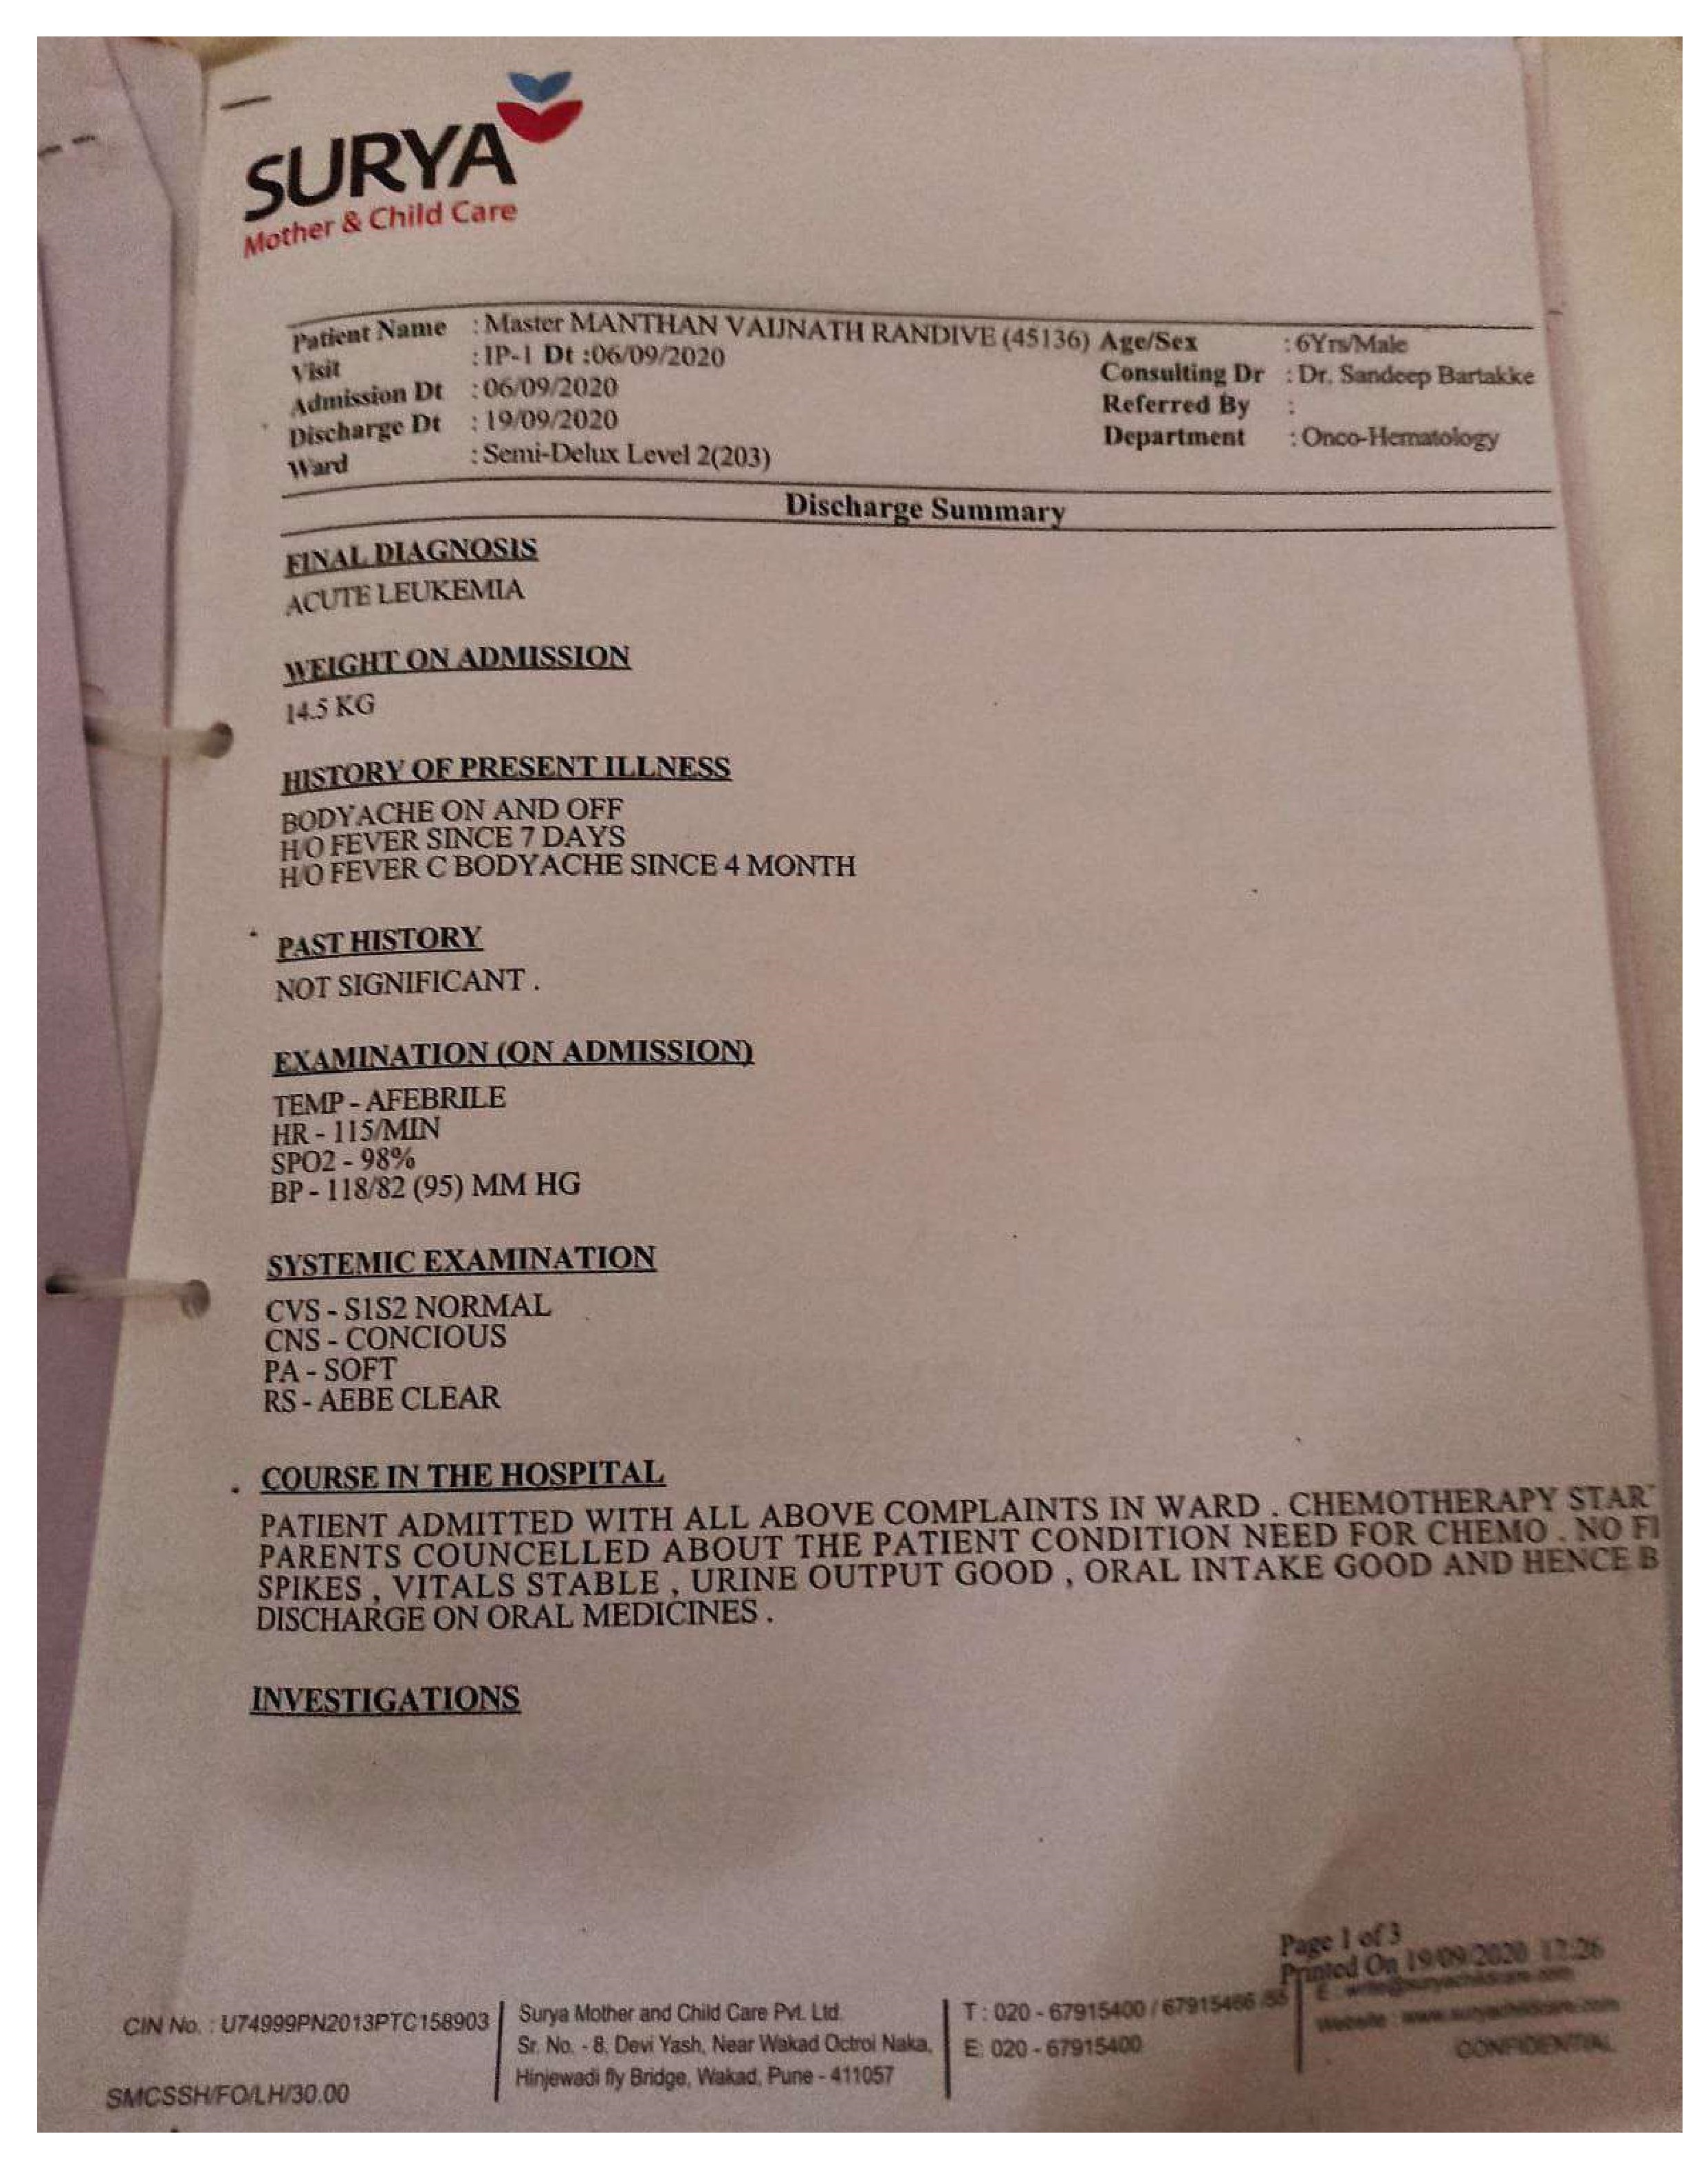 SURYA
Mother & Child Care
Patient Name : Master MANTHAN VAIJNATH RANDIVE (45136) Age/Sex : 6Yrs/Male
Visit : IP-1 Dt :06/09/2020 Consulting Dr : Dr. Sandeep Bartakke
Admission Dt : 06/09/2020 Referred By :
Discharge Dt : 19/09/2020 Department : Onco-Hematology
Ward : Semi-Delux Level 2(203)
Discharge Summary
FINAL DIAGNOSIS
ACUTE LEUKEMIA
WEIGHT ON ADMISSION
14.5 KG
HISTORY OF PRESENT ILLNESS
BODYACHE ON AND OFF
H/O FEVER SINCE 7 DAYS
H/O FEVER C BODYACHE SINCE 4 MONTH
PAST HISTORY
NOT SIGNIFICANT .
EXAMINATION (ON ADMISSION)
TEMP - AFEBRILE
HR - 115/MIN
SPO2 - 98%
BP - 118/82 (95) MM HG
SYSTEMIC EXAMINATION
CVS - S1S2 NORMAL
CNS - CONCIOUS
PA - SOFT
RS - AEBE CLEAR
COURSE IN THE HOSPITAL
PATIENT ADMITTED WITH ALL ABOVE COMPLAINTS IN WARD . CHEMOTHERAPY STAR
PARENTS COUNCELLED ABOUT THE PATIENT CONDITION NEED FOR CHEMO . NO
SPIKES , VITALS STABLE , URINE OUTPUT GOOD , ORAL INTAKE GOOD AND HENCE B
DISCHARGE ON ORAL MEDICINES .
INVESTIGATIONS
Page 1 of 3
Printed On 19/09/2020 12:26
CIN No. : U74999PN2013PTC158903
SMCSSH/FO/LH/30.00
Surya Mother and Child Care Pvt. Ltd.
Sr. No. - 8, Devi Yash, Near Wakad Octroi Naka,
Hinjewadi fly Bridge, Wakad, Pune - 411057
T : 020 - 67915400 / 67915466
E: 020 - 67915400
E :
Website : www.suryachildcare.com
CONFIDENTIAL